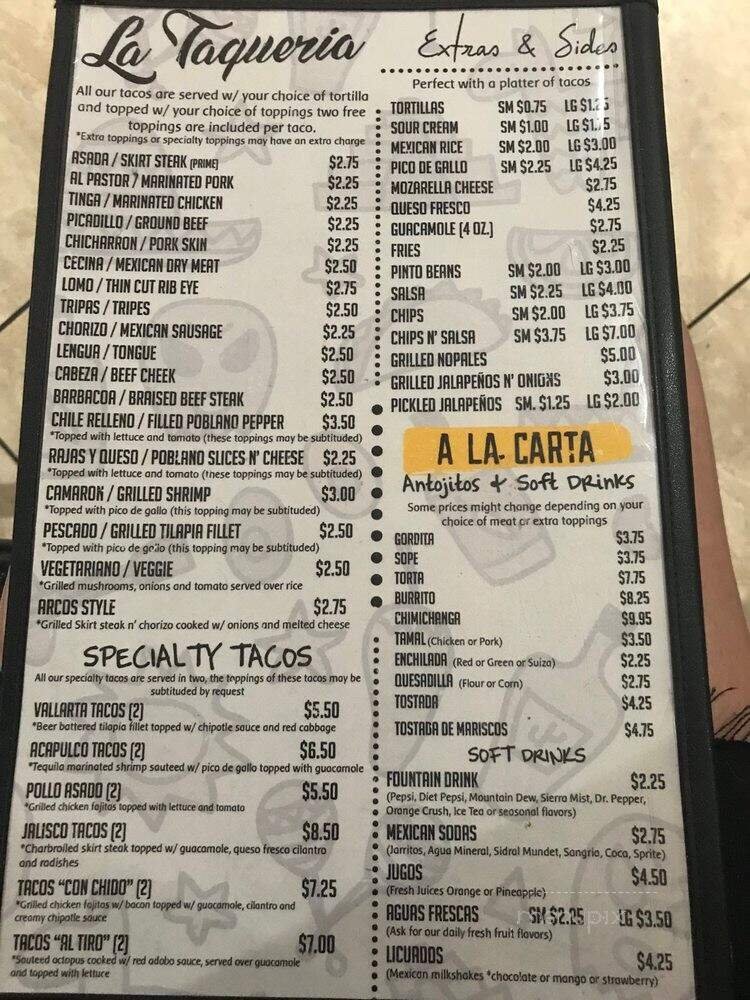 La Taqueria
All our tacos are served w/ your choice of tortilla
and topped w/ your choice of toppings two free
toppings are included per taco.
*Extra toppings or specialty toppings may have an extra charge
ASADA / SKIRT STEAK (PRIME) $2.75
AL PASTOR / MARINATED PORK $2.25
TINGA / MARINATED CHICKEN $2.25
PICADILLO / GROUND BEEF $2.25
CHICHARRON / PORK SKIN $2.25
CECINA / MEXICAN DRY MEAT $2.50
LOMO / THIN CUT RIB EYE $2.75
TRIPAS / TRIPES $2.50
CHORIZO / MEXICAN SAUSAGE $2.25
LENGUA / TONGUE $2.50
CABEZA / BEEF CHEEK $2.50
BARBACOA / BRAISED BEEF STEAK $2.50
CHILE RELLENO / FILLED POBLANO PEPPER $3.50
*Topped with lettuce and tomato (these toppings may be subtituded)
RAJAS Y QUESO / POBLANO SLICES N' CHEESE $2.25
*Topped with lettuce and tomato (these toppings may be subtituded)
CAMARON / GRILLED SHRIMP $3.00
*Topped with pico de gallo (this topping may be subtituded)
PESCADO / GRILLED TILAPIA FILLET $2.50
*Topped with pico de gallo (this topping may be subtituded)
VEGETARIANO / VEGGIE $2.50
*Grilled mushrooms, onions and tomato served over rice
ARCOS STYLE $2.75
*Grilled Skirt steak n' chorizo cooked w/ onions and melted cheese
SPECIALTY TACOS
All our specialty tacos are served in two, the toppings of these tacos may be
subtituded by request
VALLARTA TACOS (2) $5.50
*Beer battered tilapia fillet topped w/ chipotle sauce and red cabbage
ACAPULCO TACOS (2) $6.50
*Tequila marinated shrimp sauteed w/ pico de gallo topped with guacamole
POLLO ASADO (2) $5.50
*Grilled chicken fajitas topped with lettuce and tomato
JALISCO TACOS (2) $8.50
*Charbroiled skirt steak topped w/ guacamole, queso fresco cilantro
and radishes
TACOS "CON CHIDO" (2) $7.25
*Grilled chicken fajitas w/ bacon topped w/ guacamole, cilantro and
creamy chipotle sauce
TACOS "AL TIRO" (2) $7.00
*Sauteed octopus cooked w/ red adobo sauce, served over guacamole
and topped with lettuce
Extras & Sides
Perfect with a platter of tacos
TORTILLAS SM $0.75 LG $1.25
SOUR CREAM SM $1.00 LG
MEXICAN RICE SM $2.00 LG $3.00
PICO DE GALLO SM $2.25 LG $4.25
MOZARELLA CHEESE $2.75
QUESO FRESCO $4.25
GUACAMOLE (4 OZ.) $2.75
FRIES $2.25
PINTO BEANS SM $2.00 LG $3.00
SALSA SM $2.25 LG $4.00
CHIPS SM $2.00 LG $3.75
CHIPS N' SALSA SM $3.75 LG $7.00
GRILLED NOPALES $5.00
GRILLED JALAPEÑOS N' ONIONS $3.00
PICKLED JALAPEÑOS SM. $1.25 LG $2.00
A LA CARTA
Antojitos + Soft Drinks
Some prices might change depending on your
choice of meat or extra toppings
GORDITA $3.75
SOPE $3.75
TORTA $7.75
BURRITO $8.25
CHIMICHANGA $9.95
TAMAL (Chicken or Pork) $3.50
ENCHILADA (Red or Green or Suiza) $2.25
QUESADILLA (Flour or Corn) $2.75
TOSTADA $4.25
TOSTADA DE MARISCOS $4.75
SOFT DRINKS
FOUNTAIN DRINK $2.25
(Pepsi, Diet Pepsi, Mountain Dew, Sierra Mist, Dr. Pepper,
Orange Crush, Ice Tea or seasonal flavors)
MEXICAN SODAS $2.75
(Jarritos, Agua Mineral, Sidral Mundet, Sangria, Coca, Sprite)
JUGOS $4.50
(Fresh Juices Orange or Pineapple)
AGUAS FRESCAS SM $2.25 LG $3.50
(Ask for our daily fresh fruit flavors)
LICUADOS $4.25
(Mexican milkshakes *chocolate or mango or strawberry)